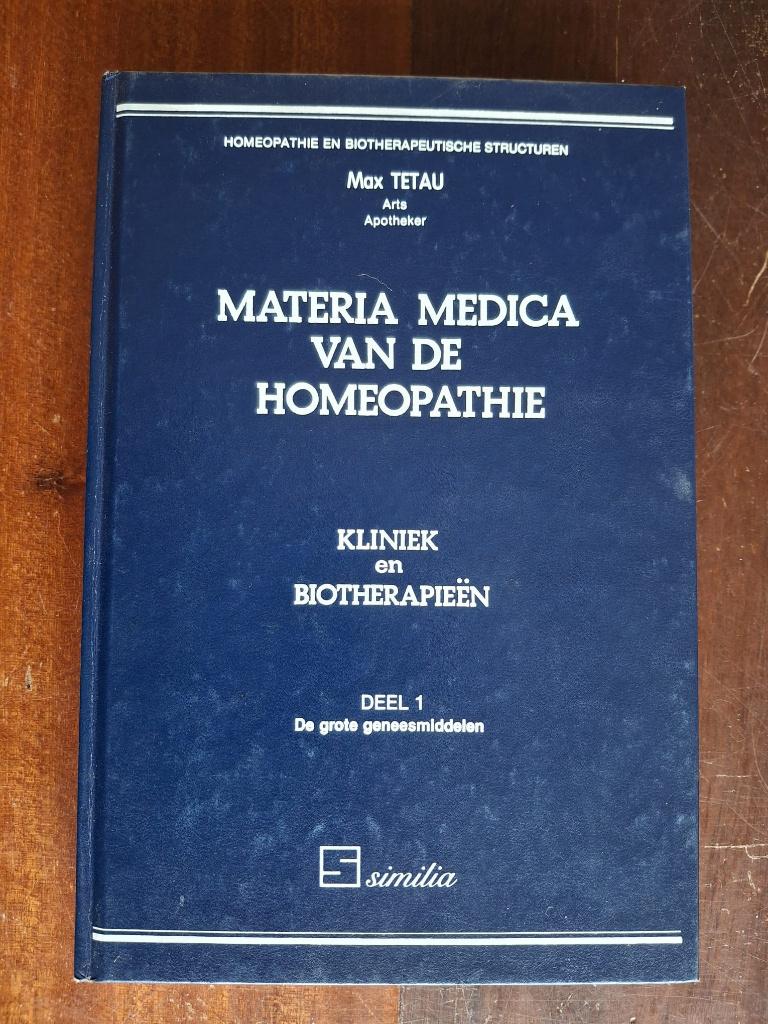 HOMEOPATHIE EN BIOTHERAPEUTISCHE STRUCTUREN
Max TETAU
Arts
Apotheker
MATERIA MEDICA
VAN DE
HOMEOPATHIE
KLINIEK
en
BIOTHERAPIEËN
DEEL 1
De grote geneesmiddelen
S similia